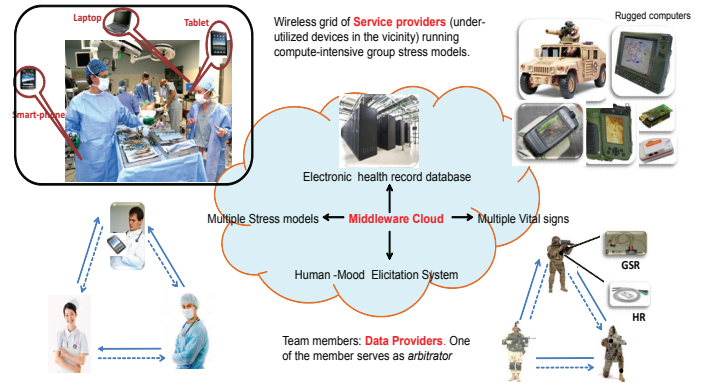 Laptop
Tablet
Smart-phone
Wireless grid of Service providers (under-
utilized devices in the vicinity) running
compute-intensive group stress models.
Rugged computers
Electronic health record database
Multiple Stress models
Middleware Cloud
Multiple Vital signs
Human -Mood Elicitation System
GSR
HR
Team members: Data Providers. One
of the member serves as arbitrator